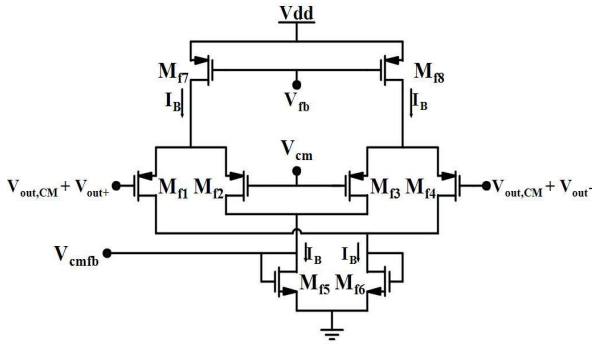 Vdd
Mf7
Mf8
IB
Vfb
IB
Vcm
Vout,CM + Vout+
Mf1
Mf2
Mf3
Mf4
Vout,CM + Vout-
Vcmfb
IB
IB
Mf5
Mf6